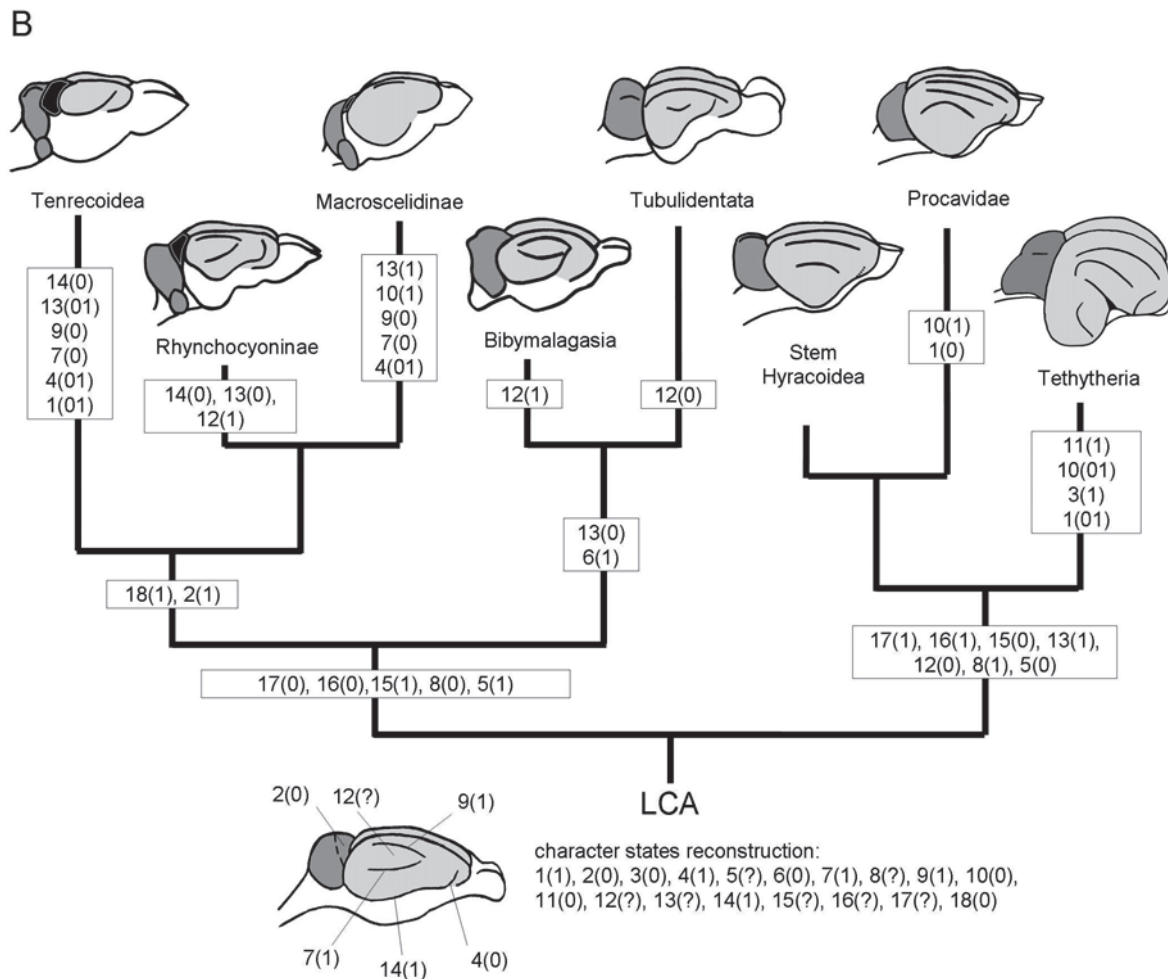 B
Tenrecoidea
Macroscelidinae
Tubulidentata
Procavidae
Rhynchocyoninae
Bibymalagasia
Stem
Hyracoidea
Tethytheria
14(0)
13(01)
9(0)
7(0)
4(01)
1(01)
14(0), 13(0),
12(1)
13(1)
10(1)
9(0)
7(0)
4(01)
12(1)
12(0)
10(1)
1(0)
11(1)
10(01)
3(1)
1(01)
13(0)
6(1)
18(1), 2(1)
17(0), 16(0),15(1), 8(0), 5(1)
17(1), 16(1), 15(0), 13(1),
12(0), 8(1), 5(0)
LCA
2(0)
12(?)
9(1)
7(1)
14(1)
4(0)
character states reconstruction:
1(1), 2(0), 3(0), 4(1), 5(?), 6(0), 7(1), 8(?), 9(1), 10(0),
11(0), 12(?), 13(?), 14(1), 15(?), 16(?), 17(?), 18(0)